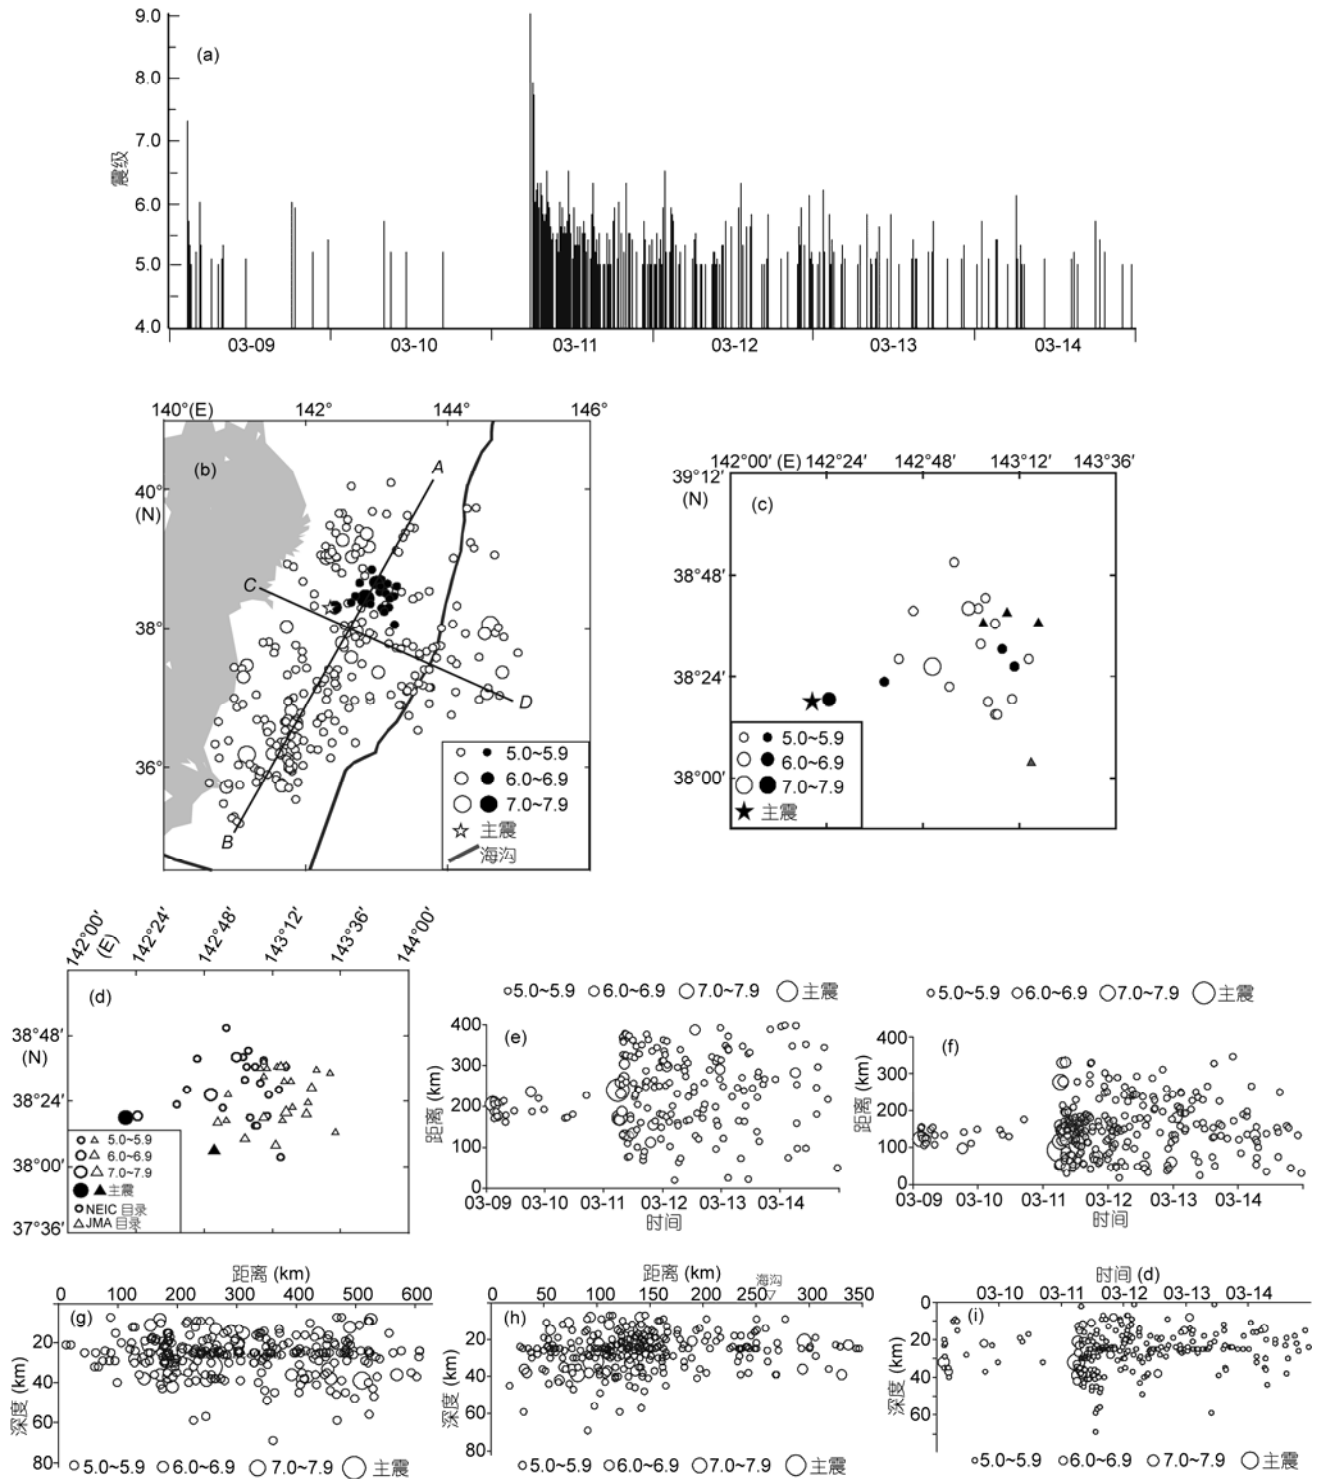 9.0
(a)
8.0
7.0
震级
6.0
5.0
4.0
03-09 03-10 03-11 03-12 03-13 03-14
140°(E) 142° 144° 146°
(b)
A
40°
(N)
C
38°
D
36°
B
5.0~5.9
6.0~6.9
7.0~7.9
主震
海沟
142°00′ (E) 142°24′ 142°48′ 143°12′ 143°36′
39°12′
(N)
(c)
38°48′
38°24′
38°00′
5.0~5.9
6.0~6.9
7.0~7.9
主震
142°00′ (E) 142°24′ 142°48′ 143°12′ 143°36′ 144°00′
(d)
38°48′
(N)
38°24′
38°00′
37°36′
5.0~5.9
6.0~6.9
7.0~7.9
主震
NEIC 目录
JMA 目录
5.0~5.9 6.0~6.9 7.0~7.9 主震
(e)
400
300
200
100
0
距离 (km)
03-09 03-10 03-11 03-12 03-13 03-14
时间
5.0~5.9 6.0~6.9 7.0~7.9 主震
(f)
400
300
200
100
0
距离 (km)
03-09 03-10 03-11 03-12 03-13 03-14
时间
距离 (km)
0 100 200 300 400 500 600
(g)
20
40
60
80
深度 (km)
5.0~5.9 6.0~6.9 7.0~7.9 主震
距离 (km)
海沟
0 50 100 150 200 250 300 350
(h)
20
40
60
80
深度 (km)
5.0~5.9 6.0~6.9 7.0~7.9 主震
时间 (d)
03-10 03-11 03-12 03-13 03-14
(i)
0
20
40
60
深度 (km)
5.0~5.9 6.0~6.9 7.0~7.9 主震